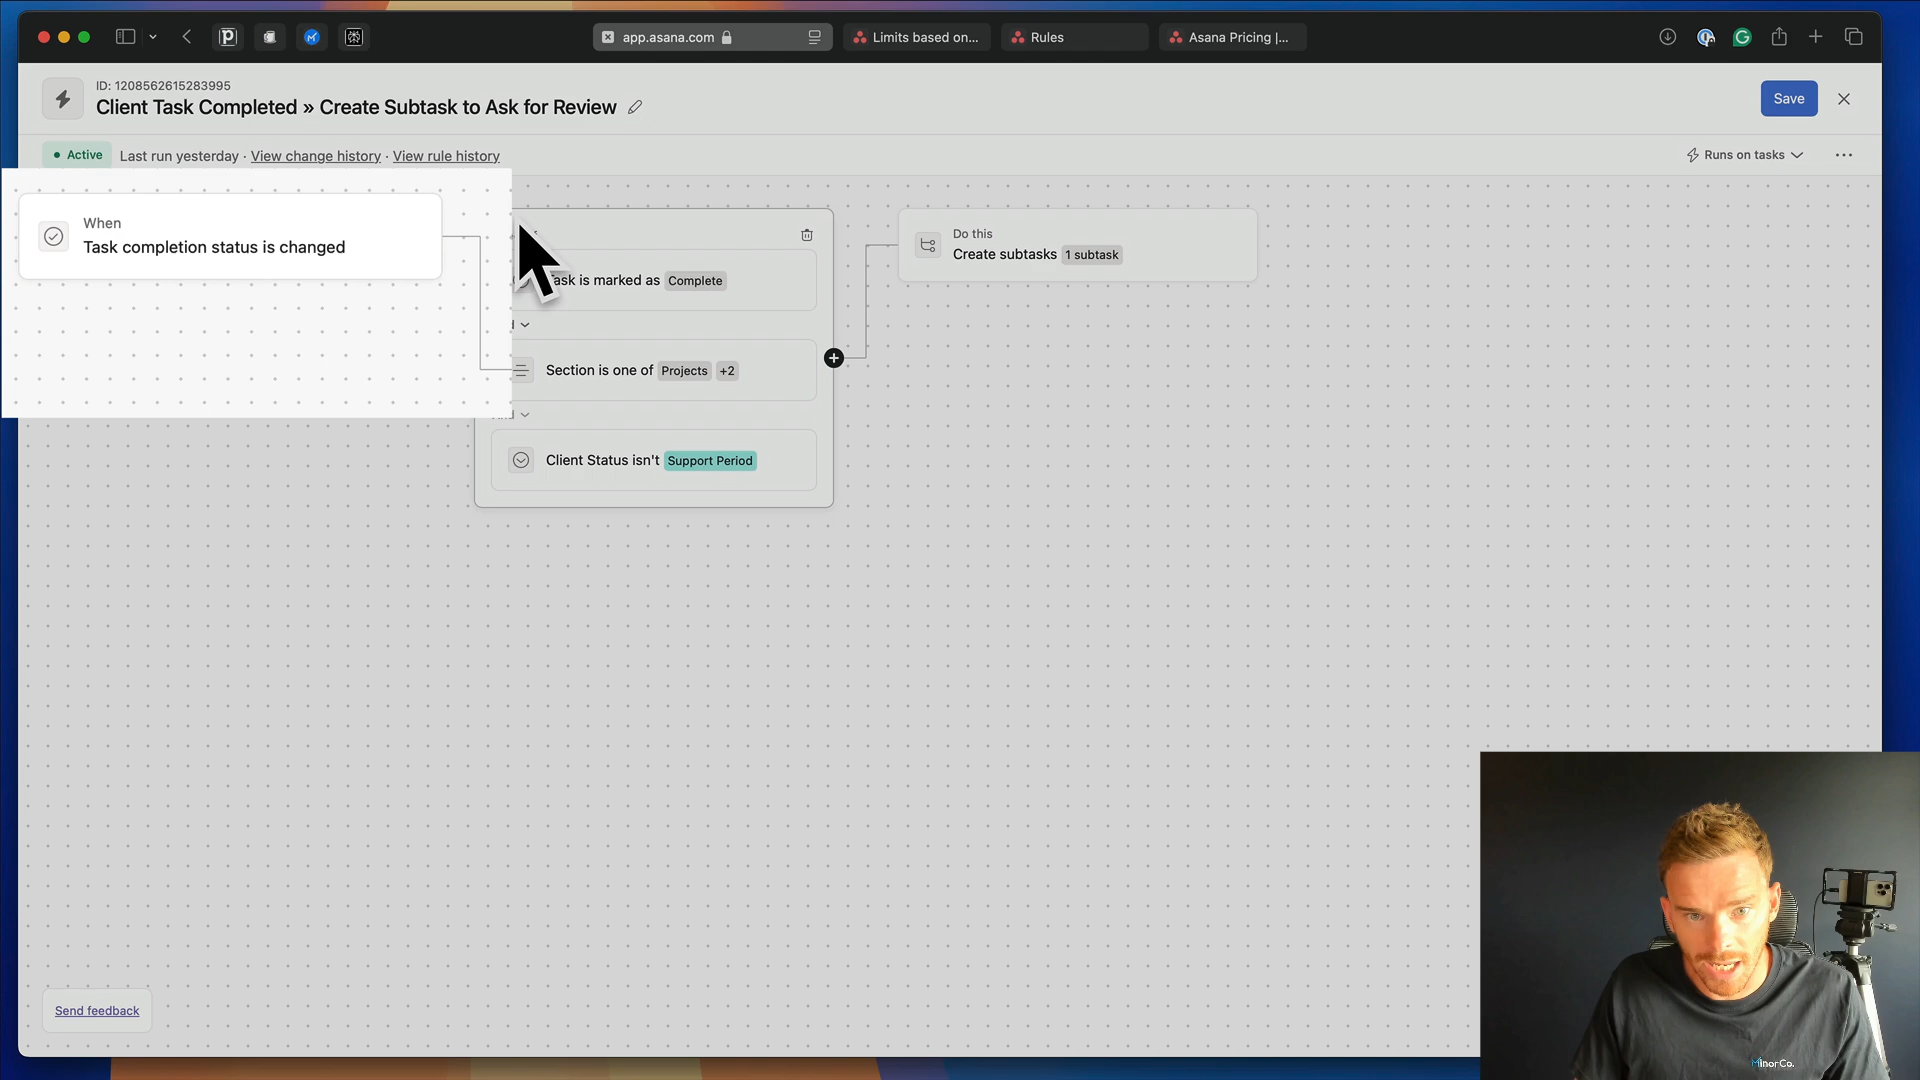 app.asana.com
Limits based on...
Rules
Asana Pricing |...
ID: 1208562615283995
Client Task Completed » Create Subtask to Ask for Review
Save
Active
Last run yesterday · View change history · View rule history
Runs on tasks
When
Task completion status is changed
Task is marked as Complete
Section is one of Projects +2
Client Status isn't Support Period
Do this
Create subtasks 1 subtask
Send feedback
MinorCo.